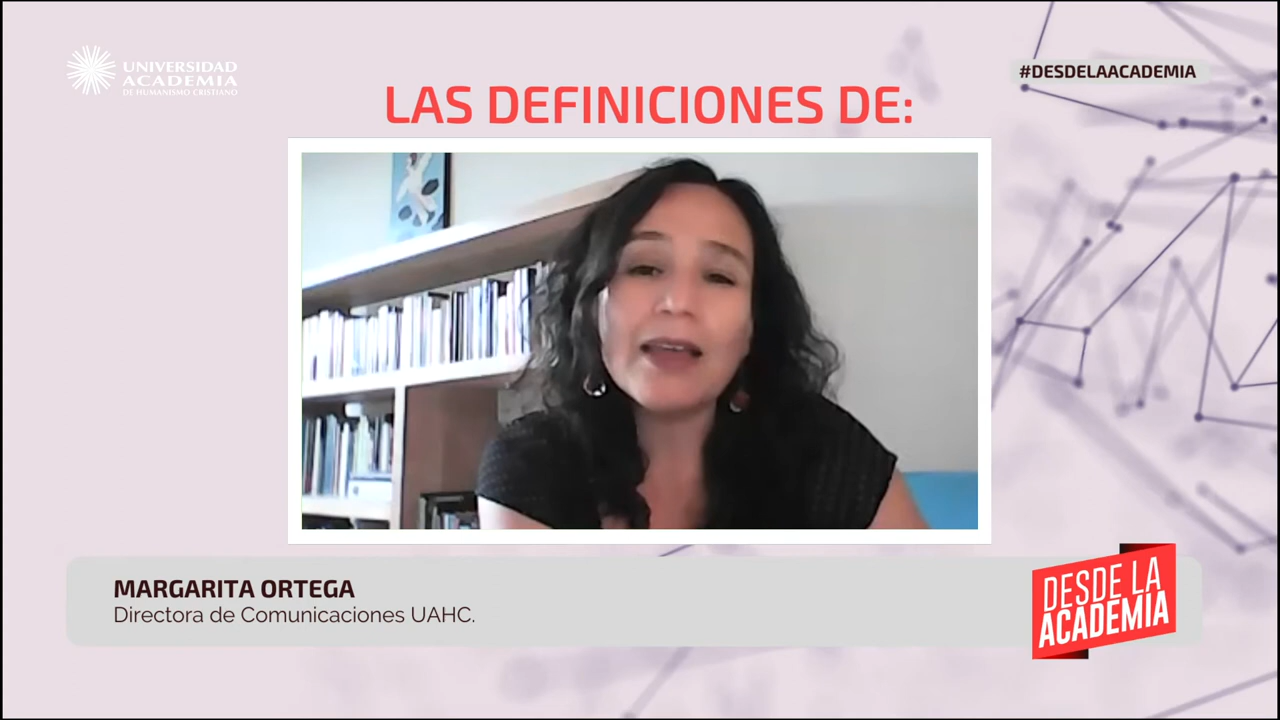 UNIVERSIDAD
ACADEMIA
DE HUMANISMO CRISTIANO
#DESDELAACADEMIA
LAS DEFINICIONES DE:
MARGARITA ORTEGA
Directora de Comunicaciones UAHC.
DESDE LA
ACADEMIA